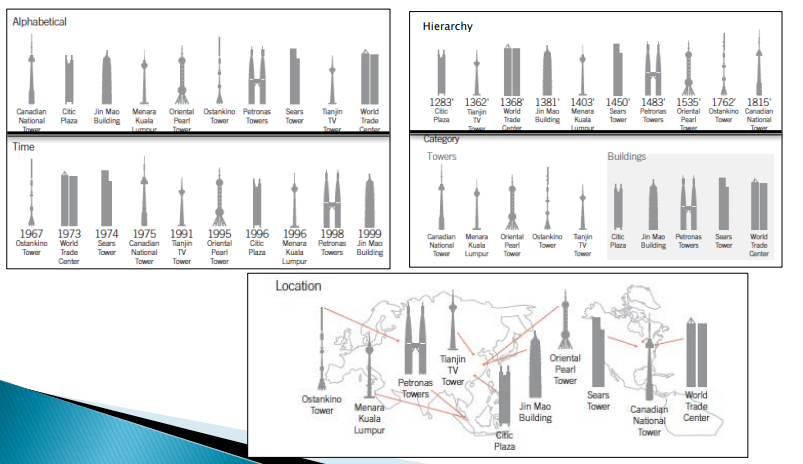 Alphabetical
Canadian National Tower
Citic Plaza
Jin Mao Building
Menara Kuala Lumpur
Oriental Pearl Tower
Ostankino Tower
Petronas Towers
Sears Tower
Tianjin TV Tower
World Trade Center
Time
1967 Ostankino Tower
1973 World Trade Center
1974 Sears Tower
1975 Canadian National Tower
1991 Tianjin TV Tower
1995 Oriental Pearl Tower
1996 Citic Plaza
1996 Menara Kuala Lumpur
1998 Petronas Towers
1999 Jin Mao Building
Hierarchy
1283' Citic Plaza
1362' Tianjin TV Tower
1368' World Trade Center
1381' Jin Mao Building
1403' Menara Kuala Lumpur
1450' Sears Tower
1483' Petronas Towers
1535' Oriental Pearl Tower
1762' Ostankino Tower
1815' Canadian National Tower
Category
Towers
Canadian National Tower
Menara Kuala Lumpur
Oriental Pearl Tower
Ostankino Tower
Tianjin TV Tower
Buildings
Citic Plaza
Jin Mao Building
Petronas Towers
Sears Tower
World Trade Center
Location
Ostankino Tower
Menara Kuala Lumpur
Petronas Towers
Tianjin TV Tower
Citic Plaza
Jin Mao Building
Oriental Pearl Tower
Sears Tower
Canadian National Tower
World Trade Center